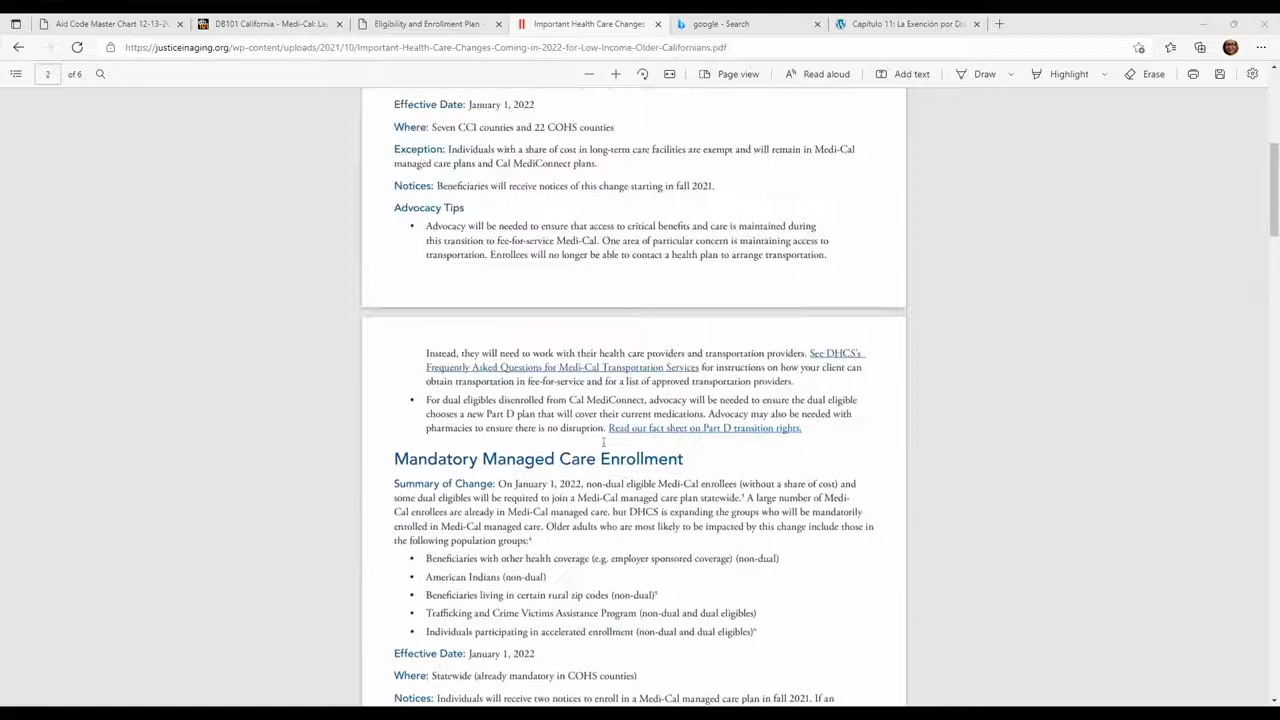 Aid Code Master Chart 12-13-2
DB101 California - Medi-Cal: La
Eligibility and Enrollment Plan
Important Health Care Changes
google - Search
Capítulo 11: La Exención por Dis
https://justiceinaging.org/wp-content/uploads/2021/10/Important-Health-Care-Changes-Coming-in-2022-for-Low-Income-Older-Californians.pdf
2 of 6 Page view Read aloud Add text Draw Highlight Erase
Effective Date: January 1, 2022
Where: Seven CCI counties and 22 COHS counties
Exception: Individuals with a share of cost in long-term care facilities are exempt and will remain in Medi-Cal
managed care plans and Cal MediConnect plans.
Notices: Beneficiaries will receive notices of this change starting in fall 2021.
Advocacy Tips
• Advocacy will be needed to ensure that access to critical benefits and care is maintained during
this transition to fee-for-service Medi-Cal. One area of particular concern is maintaining access to
transportation. Enrollees will no longer be able to contact a health plan to arrange transportation.
Instead, they will need to work with their health care providers and transportation providers. See DHCS's
Frequently Asked Questions for Medi-Cal Transportation Services for instructions on how your client can
obtain transportation in fee-for-service and for a list of approved transportation providers.
• For dual eligibles disenrolled from Cal MediConnect, advocacy will be needed to ensure the dual eligible
chooses a new Part D plan that will cover their current medications. Advocacy may also be needed with
pharmacies to ensure there is no disruption. Read our fact sheet on Part D transition rights.
Mandatory Managed Care Enrollment
Summary of Change: On January 1, 2022, non-dual eligible Medi-Cal enrollees (without a share of cost) and
some dual eligibles will be required to join a Medi-Cal managed care plan statewide.³ A large number of Medi-
Cal enrollees are already in Medi-Cal managed care, but DHCS is expanding the groups who will be mandatorily
enrolled in Medi-Cal managed care. Older adults who are most likely to be impacted by this change include those in
the following population groups:⁴
• Beneficiaries with other health coverage (e.g. employer sponsored coverage) (non-dual)
• American Indians (non-dual)
• Beneficiaries living in certain rural zip codes (non-dual)⁵
• Trafficking and Crime Victims Assistance Program (non-dual and dual eligibles)
• Individuals participating in accelerated enrollment (non-dual and dual eligibles)⁶
Effective Date: January 1, 2022
Where: Statewide (already mandatory in COHS counties)
Notices: Individuals will receive two notices to enroll in a Medi-Cal managed care plan in fall 2021. If an